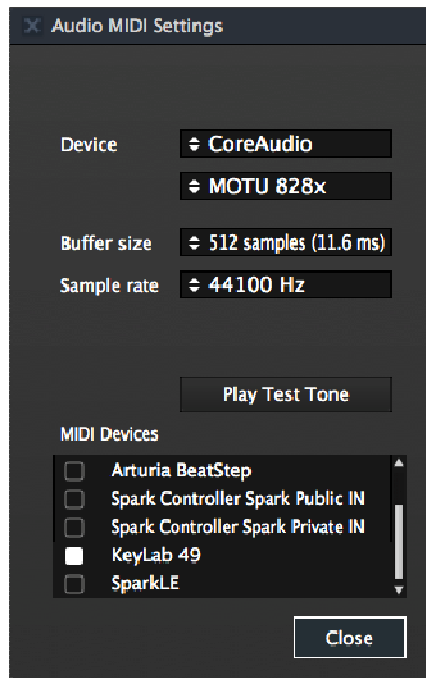 Audio MIDI Settings
Device CoreAudio
MOTU 828x
Buffer size 512 samples (11.6 ms)
Sample rate 44100 Hz
Play Test Tone
MIDI Devices
Arturia BeatStep
Spark Controller Spark Public IN
Spark Controller Spark Private IN
KeyLab 49
SparkLE
Close